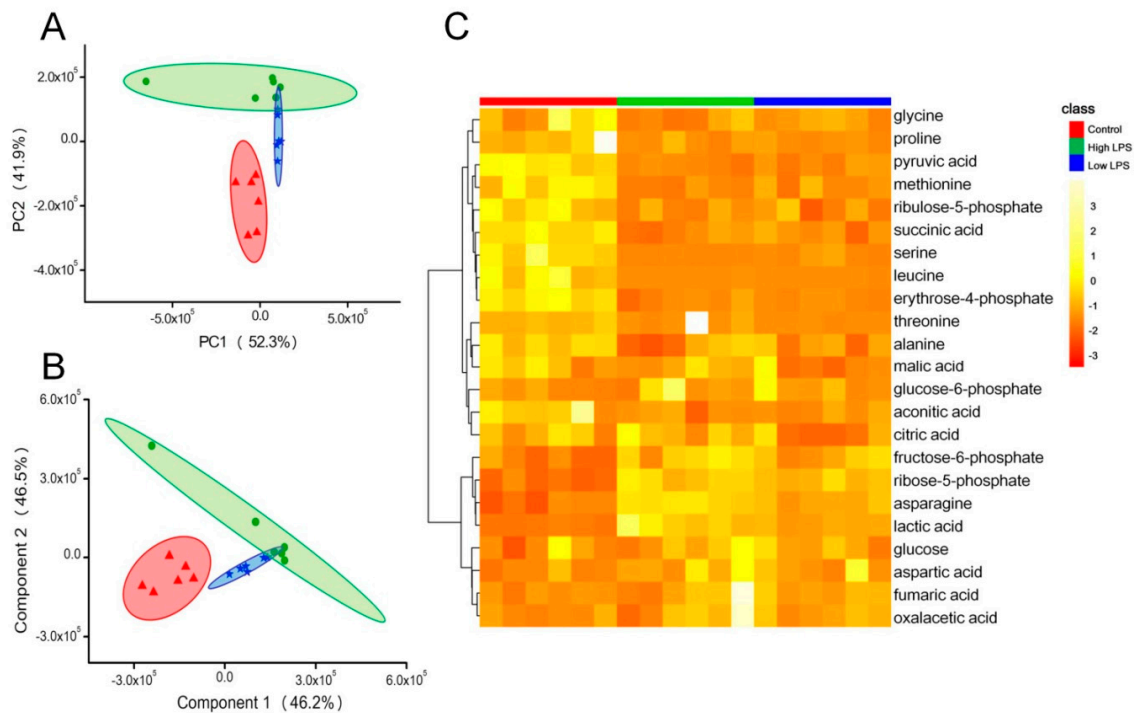 A
2.0x10⁵
0.0
-2.0x10⁵
-4.0x10⁵
PC2 (41.9%)
-5.0x10⁵ 0.0 5.0x10⁵
PC1 (52.3%)
B
6.0x10⁵
3.0x10⁵
0.0
-3.0x10⁵
Component 2 (46.5%)
-3.0x10⁵ 0.0 3.0x10⁵ 6.0x10⁵
Component 1 (46.2%)
C
glycine
proline
pyruvic acid
methionine
ribulose-5-phosphate
succinic acid
serine
leucine
erythrose-4-phosphate
threonine
alanine
malic acid
glucose-6-phosphate
aconitic acid
citric acid
fructose-6-phosphate
ribose-5-phosphate
asparagine
lactic acid
glucose
aspartic acid
fumaric acid
oxalacetic acid
class
Control
High LPS
Low LPS
3
2
1
0
-1
-2
-3